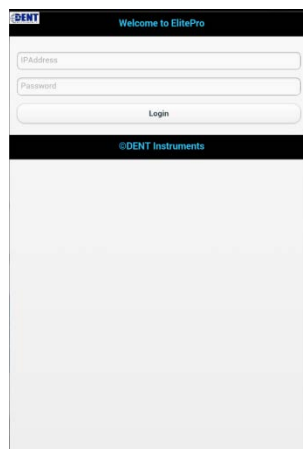 DENT
Welcome to ElitePro
IPAddress
Password
Login
©DENT Instruments